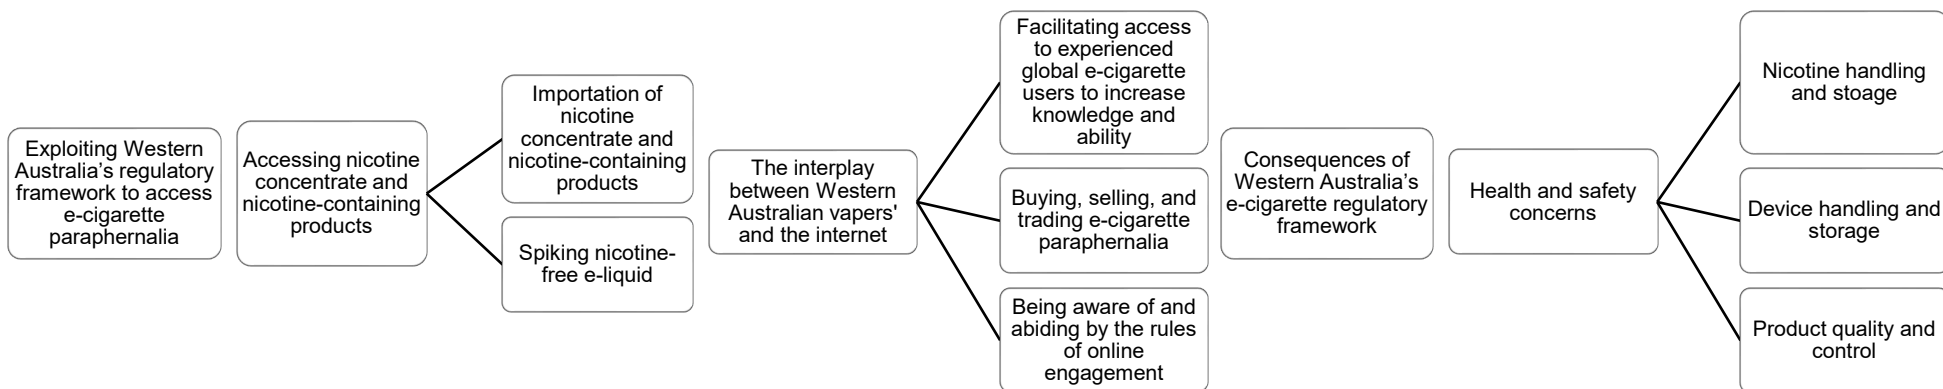 Exploiting Western
Australia’s regulatory
framework to access
e-cigarette
paraphernalia
Accessing nicotine
concentrate and
nicotine-containing
products
Importation of
nicotine
concentrate and
nicotine-containing
products
Spiking nicotine-
free e-liquid
The interplay
between Western
Australian vapers'
and the internet
Facilitating access
to experienced
global e-cigarette
users to increase
knowledge and
ability
Buying, selling, and
trading e-cigarette
paraphernalia
Being aware of and
abiding by the rules
of online
engagement
Consequences of
Western Australia’s
e-cigarette regulatory
framework
Health and safety
concerns
Nicotine handling
and stoage
Device handling and
storage
Product quality and
control